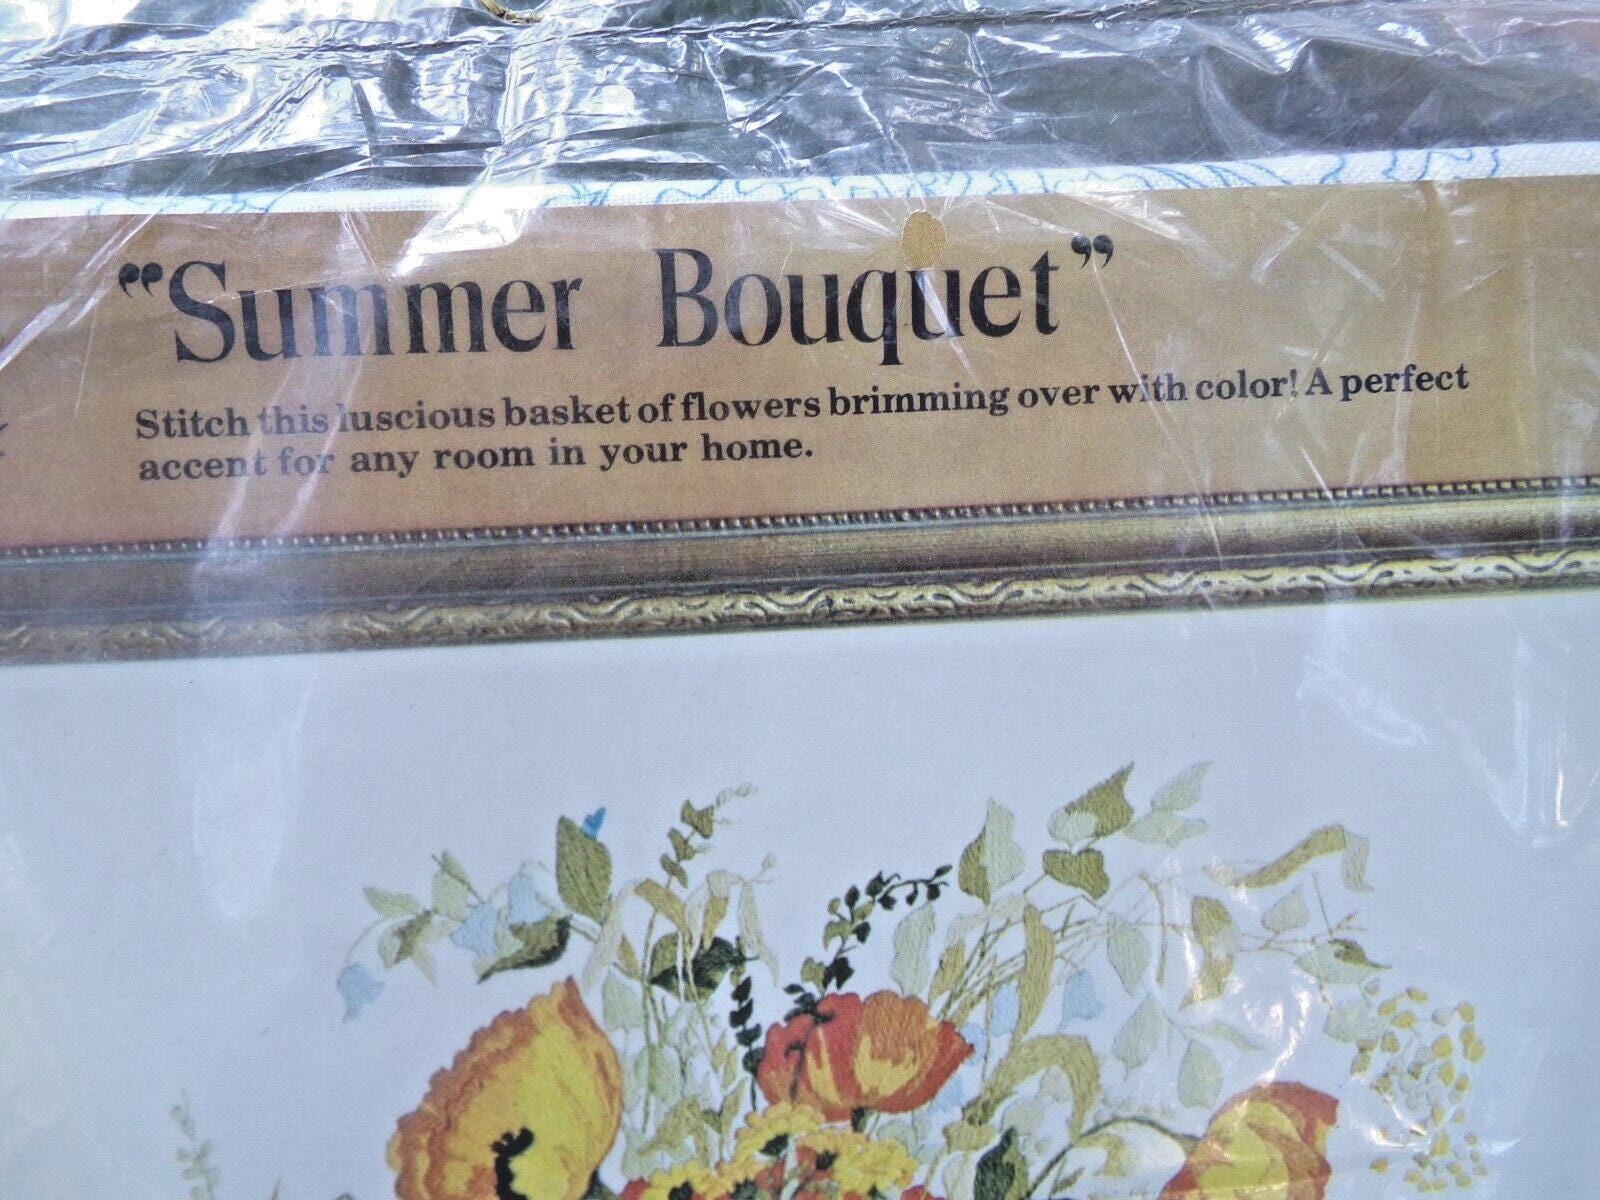 “Summer Bouquet”
Stitch this luscious basket of flowers brimming over with color! A perfect
accent for any room in your home.